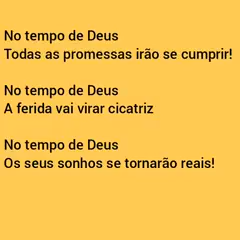 No tempo de Deus
Todas as promessas irão se cumprir!
No tempo de Deus
A ferida vai virar cicatriz
No tempo de Deus
Os seus sonhos se tornarão reais!